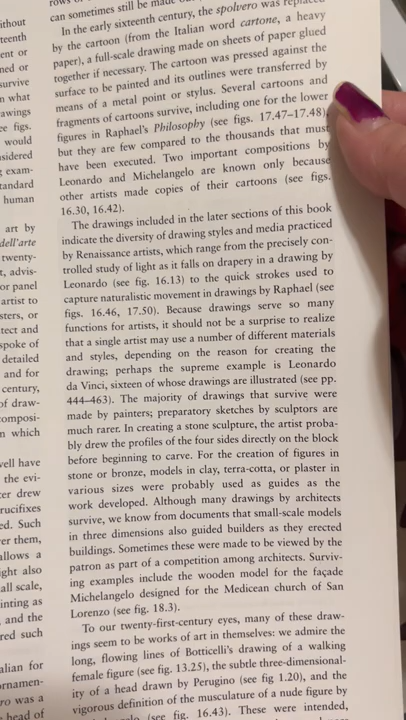 rows of
can sometimes still be made
In the early sixteenth century, the spolvero was replaced
by the cartoon (from the Italian word cartone, a heavy
paper), a full-scale drawing made on sheets of paper glued
together if necessary. The cartoon was pressed against the
surface to be painted and its outlines were transferred by
means of a metal point or stylus. Several cartoons and
fragments of cartoons survive, including one for the lower
figures in Raphael's Philosophy (see figs. 17.47–17.48),
but they are few compared to the thousands that must
have been executed. Two important compositions by
Leonardo and Michelangelo are known only because
other artists made copies of their cartoons (see figs.
16.30, 16.42).
The drawings included in the later sections of this book
indicate the diversity of drawing styles and media practiced
by Renaissance artists, which range from the precisely con-
trolled study of light as it falls on drapery in a drawing by
Leonardo (see fig. 16.13) to the quick strokes used to
capture naturalistic movement in drawings by Raphael (see
figs. 16.46, 17.50). Because drawings serve so many
functions for artists, it should not be a surprise to realize
that a single artist may use a number of different materials
and styles, depending on the reason for creating the
drawing; perhaps the supreme example is Leonardo
da Vinci, sixteen of whose drawings are illustrated (see pp.
444–463). The majority of drawings that survive were
made by painters; preparatory sketches by sculptors are
much rarer. In creating a stone sculpture, the artist proba-
bly drew the profiles of the four sides directly on the block
before beginning to carve. For the creation of figures in
stone or bronze, models in clay, terra-cotta, or plaster in
various sizes were probably used as guides as the
work developed. Although many drawings by architects
survive, we know from documents that small-scale models
in three dimensions also guided builders as they erected
buildings. Sometimes these were made to be viewed by the
patron as part of a competition among architects. Surviv-
ing examples include the wooden model for the façade
Michelangelo designed for the Medicean church of San
Lorenzo (see fig. 18.3).
To our twenty-first-century eyes, many of these draw-
ings seem to be works of art in themselves: we admire the
long, flowing lines of Botticelli's drawing of a walking
female figure (see fig. 13.25), the subtle three-dimensional-
ity of a head drawn by Perugino (see fig 1.20), and the
vigorous definition of the musculature of a nude figure by
(see fig. 16.43). These were intended,